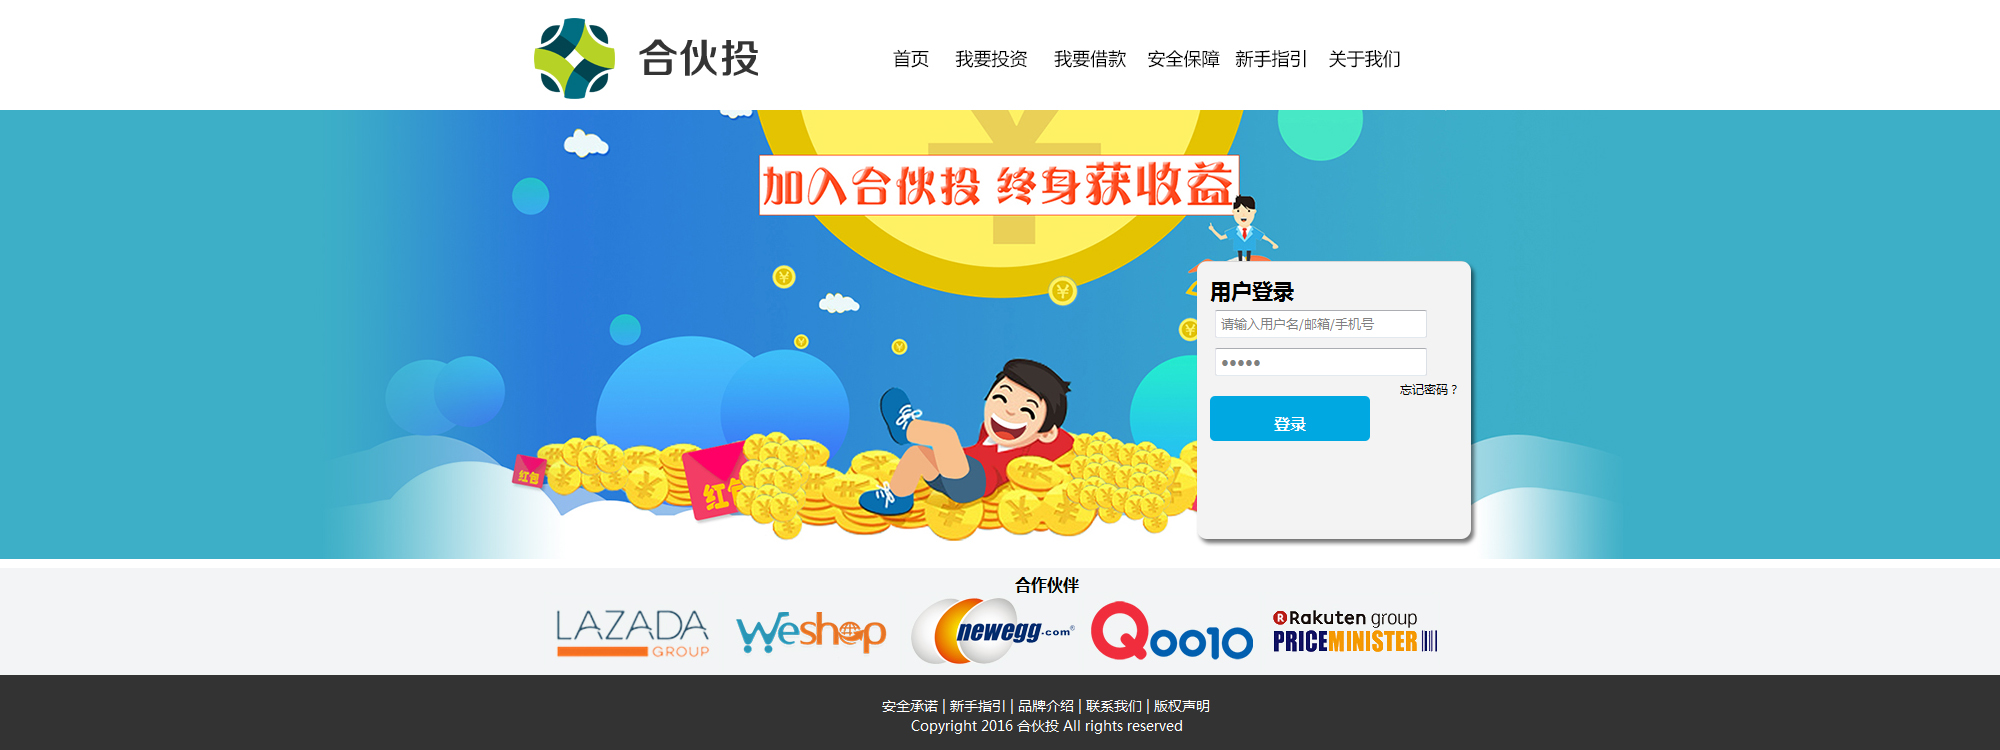 合伙投
首页 我要投资 我要借款 安全保障 新手指引 关于我们
加入合伙投 终身获收益
用户登录
请输入用户名/邮箱/手机号
•••••
忘记密码？
登录
红包
红包
合作伙伴
LAZADA
GROUP
Weshop
newegg.com®
Qoo10
R Rakuten group
PRICEMINISTER
安全承诺 | 新手指引 | 品牌介绍 | 联系我们 | 版权声明
Copyright 2016 合伙投 All rights reserved